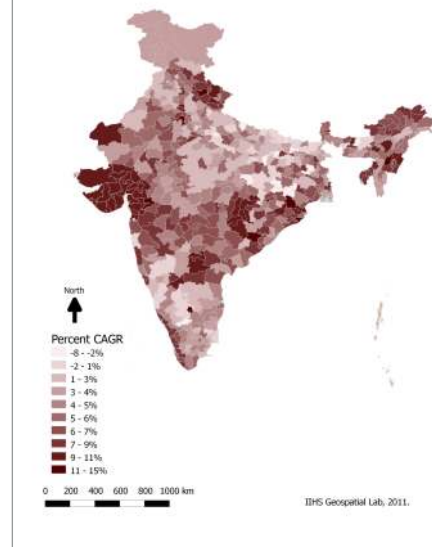 North
Percent CAGR
-8 - -2%
-2 - 1%
1 - 3%
3 - 4%
4 - 5%
5 - 6%
6 - 7%
7 - 9%
9 - 11%
11 - 15%
0 200 400 600 800 1000 km
IIHS Geospatial Lab, 2011.